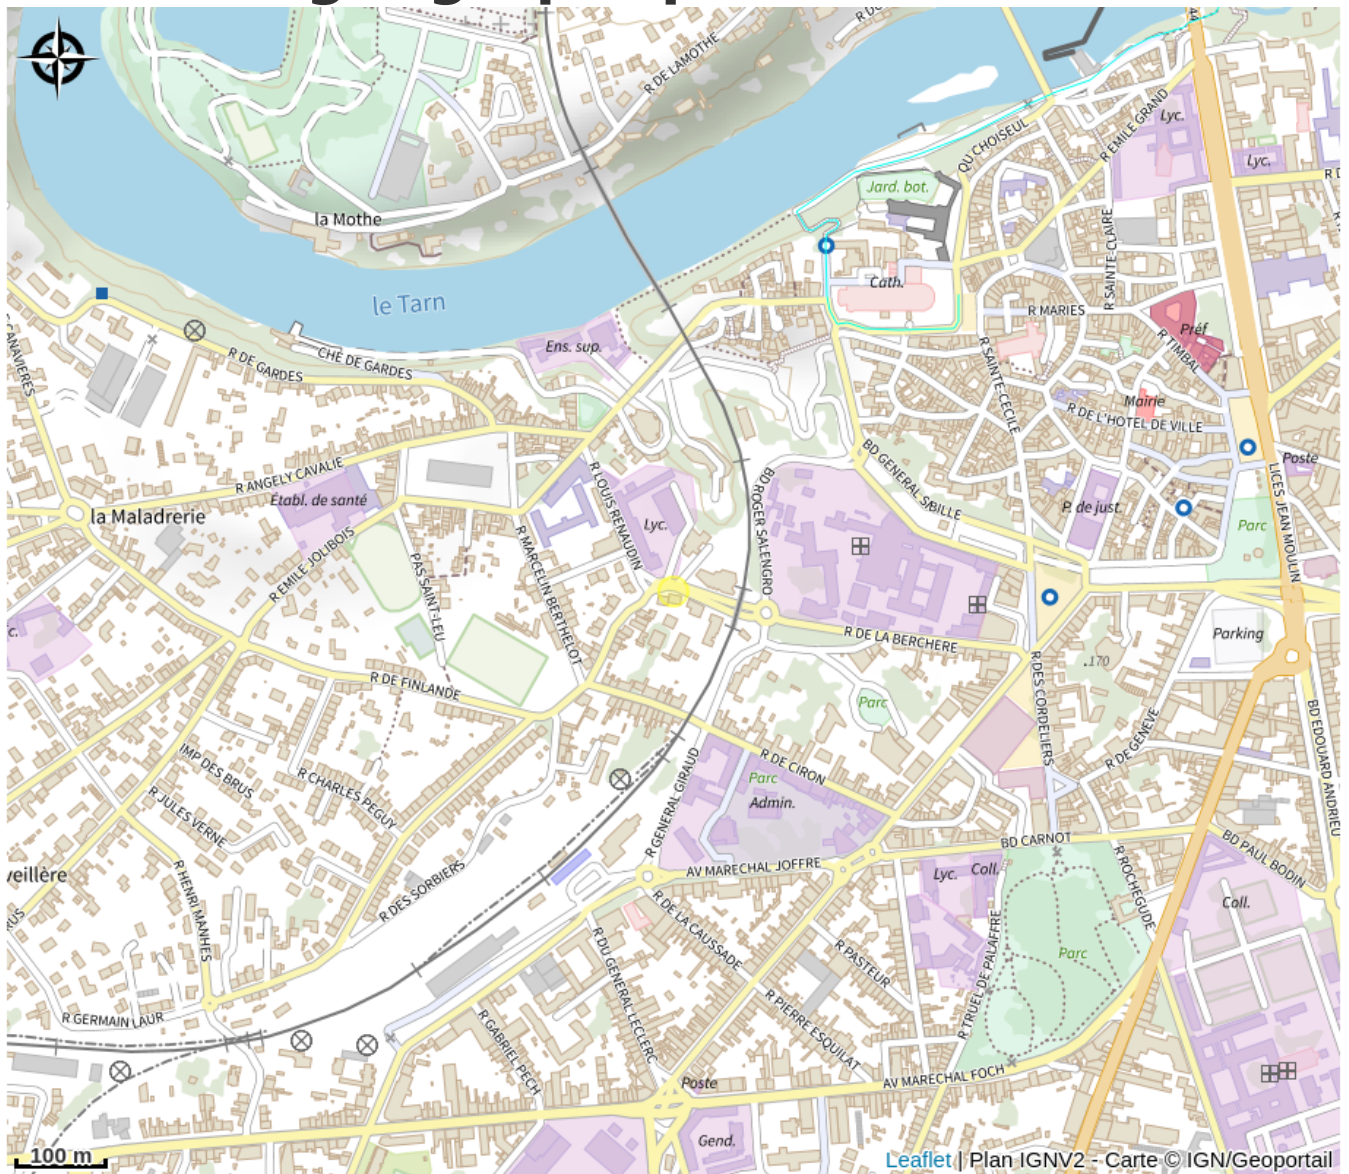 R DE LAMOTHE
la Mothe
le Tarn
QU CHOISEUL
R EMILE GRAND
Lyc.
Lyc.
Jard. bot.
Cath.
R SAINTE-CLAIRE
R MARIES
Préf
R TIMBAL
R SAINTE-CECILE
Mairie
R DE L'HOTEL DE VILLE
Ens. sup.
CHE DE GARDES
R DE GARDES
R ANGELY CAVALIE
Établ. de santé
la Maladrerie
R EMILE JOLIBOIS
R LOUIS RENAUDIN
Lyc.
BD ROGER SALENGRO
BD GENERAL SIBILLE
P. de just.
Poste
LICES JEAN MOULIN
Parc
PAS SAINT-LEU
R MARCELIN BERTHELOT
R DE LA BERCHERE
Parking
.170
R DE FINLANDE
R DES CORDELIERS
Parc
R DE GENEVE
BD EDOUARD ANDRIEU
IMP DES BRUS
R CHARLES PEGUY
R JULES VERNE
R GENERAL GIRAUD
R DE CIRON
Parc
Admin.
BD CARNOT
BD PAUL BODIN
AV MARECHAL JOFFRE
Lyc.
Coll.
R ROCHEGUDE
Coll.
veillère
R HENRI MANHES
R DES SORBIERS
R DE LA CAUSSADE
R PASTEUR
R TRUEL DE PALAFFRE
Parc
R DU GENERAL LECLERC
R PIERRE ESQUILAT
R GERMAIN LAUR
R GABRIEL PECH
Poste
AV MARECHAL FOCH
Gend.
100 m
Leaflet | Plan IGNV2 - Carte © IGN/Geoportail